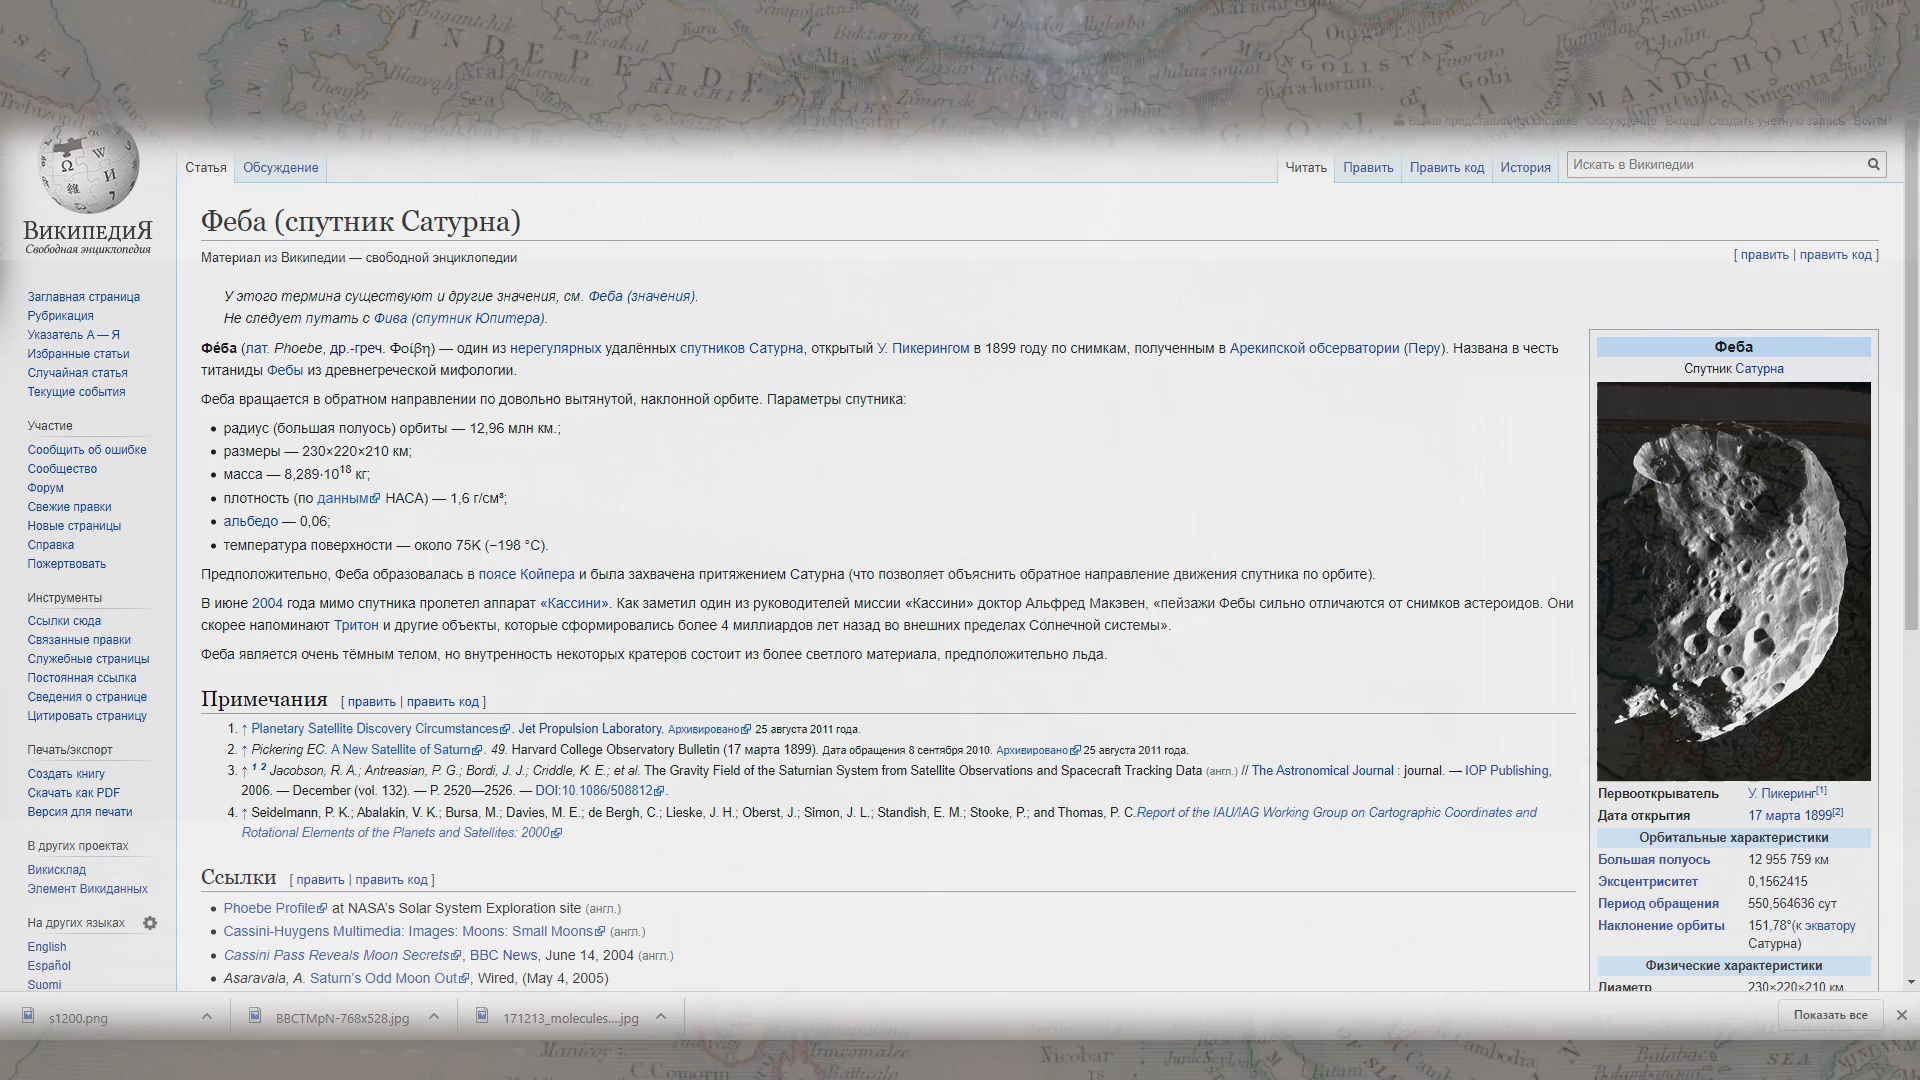 Вы не представились системе Обсуждение Вклад Создать учётную запись Войти
Статья Обсуждение Читать Править Править код История Искать в Википедии
ВИКИПЕДИЯ
Свободная энциклопедия
Заглавная страница
Рубрикация
Указатель А — Я
Избранные статьи
Случайная статья
Текущие события
Участие
Сообщить об ошибке
Сообщество
Форум
Свежие правки
Новые страницы
Справка
Пожертвовать
Инструменты
Ссылки сюда
Связанные правки
Служебные страницы
Постоянная ссылка
Сведения о странице
Цитировать страницу
Печать/экспорт
Создать книгу
Скачать как PDF
Версия для печати
В других проектах
Викисклад
Элемент Викиданных
На других языках
English
Español
Suomi
Феба (спутник Сатурна)
Материал из Википедии — свободной энциклопедии
[ править | править код ]
У этого термина существуют и другие значения, см. Феба (значения).
Не следует путать с Фива (спутник Юпитера).
Фе́ба (лат. Phoebe, др.-греч. Φοίβη) — один из нерегулярных удалённых спутников Сатурна, открытый У. Пикерингом в 1899 году по снимкам, полученным в Арекипской обсерватории (Перу). Названа в честь
титаниды Фебы из древнегреческой мифологии.
Феба вращается в обратном направлении по довольно вытянутой, наклонной орбите. Параметры спутника:
• радиус (большая полуось) орбиты — 12,96 млн км.;
• размеры — 230×220×210 км;
• масса — 8,289·10¹⁸ кг;
• плотность (по данным НАСА) — 1,6 г/см³;
• альбедо — 0,06;
• температура поверхности — около 75K (−198 °C).
Предположительно, Феба образовалась в поясе Койпера и была захвачена притяжением Сатурна (что позволяет объяснить обратное направление движения спутника по орбите).
В июне 2004 года мимо спутника пролетел аппарат «Кассини». Как заметил один из руководителей миссии «Кассини» доктор Альфред Макэвен, «пейзажи Фебы сильно отличаются от снимков астероидов. Они
скорее напоминают Тритон и другие объекты, которые сформировались более 4 миллиардов лет назад во внешних пределах Солнечной системы».
Феба является очень тёмным телом, но внутренность некоторых кратеров состоит из более светлого материала, предположительно льда.
Примечания [ править | править код ]
1. ↑ Planetary Satellite Discovery Circumstances. Jet Propulsion Laboratory. Архивировано 25 августа 2011 года.
2. ↑ Pickering EC. A New Satellite of Saturn. 49. Harvard College Observatory Bulletin (17 марта 1899). Дата обращения 8 сентября 2010. Архивировано 25 августа 2011 года.
3. ↑ 1 2 Jacobson, R. A.; Antreasian, P. G.; Bordi, J. J.; Criddle, K. E.; et al. The Gravity Field of the Saturnian System from Satellite Observations and Spacecraft Tracking Data (англ.) // The Astronomical Journal : journal. — IOP Publishing,
2006. — December (vol. 132). — P. 2520—2526. — DOI:10.1086/508812.
4. ↑ Seidelmann, P. K.; Abalakin, V. K.; Bursa, M.; Davies, M. E.; de Bergh, C.; Lieske, J. H.; Oberst, J.; Simon, J. L.; Standish, E. M.; Stooke, P.; and Thomas, P. C.Report of the IAU/IAG Working Group on Cartographic Coordinates and
Rotational Elements of the Planets and Satellites: 2000
Ссылки [ править | править код ]
• Phoebe Profile at NASA's Solar System Exploration site (англ.)
• Cassini-Huygens Multimedia: Images: Moons: Small Moons (англ.)
• Cassini Pass Reveals Moon Secrets, BBC News, June 14, 2004 (англ.)
• Asaravala, A. Saturn's Odd Moon Out, Wired, (May 4, 2005)
Феба
Спутник Сатурна
Первооткрыватель У. Пикеринг[1]
Дата открытия 17 марта 1899[2]
Орбитальные характеристики
Большая полуось 12 955 759 км
Эксцентриситет 0,1562415
Период обращения 550,564636 сут
Наклонение орбиты 151,78°(к экватору
Сатурна)
Физические характеристики
Диаметр 230×220×210 км
s1200.png BBCTMpN-768x528.jpg 171213_molecules....jpg Показать все